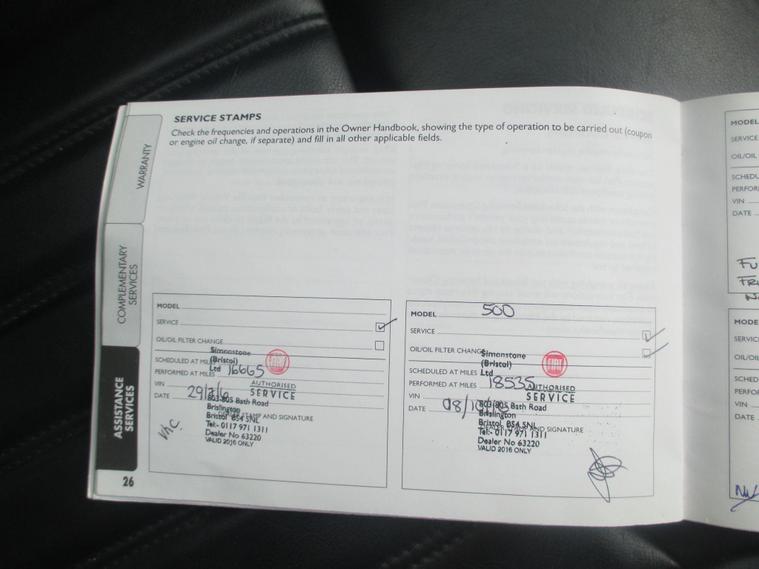 SERVICE STAMPS
Check the frequencies and operations in the Owner Handbook, showing the type of operation to be carried out (coupon
or engine oil change, if separate) and fill in all other applicable fields.
WARRANTY
COMPLEMENTARY
SERVICES
ASSISTANCE
SERVICES
26
MODEL
SERVICE
OIL/OIL FILTER CHANGE
SCHEDULED AT MILES
PERFORMED AT MILES 16665
VIN
DATE 29/2/16
STAMP AND SIGNATURE
Simonstone
(Bristol)
Ltd
FIAT
AUTHORISED
SERVICE
803-805 Bath Road
Brislington
Bristol BS4 5NL
Tel:- 0117 971 1311
Dealer No 63220
VALID 2016 ONLY
VHC
MODEL 500
SERVICE
OIL/OIL FILTER CHANGE
SCHEDULED AT MILES
PERFORMED AT MILES 18535
VIN
DATE 08/
AND SIGNATURE
Simonstone
(Bristol)
Ltd
FIAT
AUTHORISED
SERVICE
803-805 Bath Road
Brislington
Bristol BS4 5NL
Tel:- 0117 971 1311
Dealer No 63220
VALID 2016 ONLY
MODEL
SERVICE
OIL/OIL
SCHEDU
PERFOR
VIN
DATE
MODE
SERVIC
OIL/OI
SCHED
PERFO
VIN
DATE